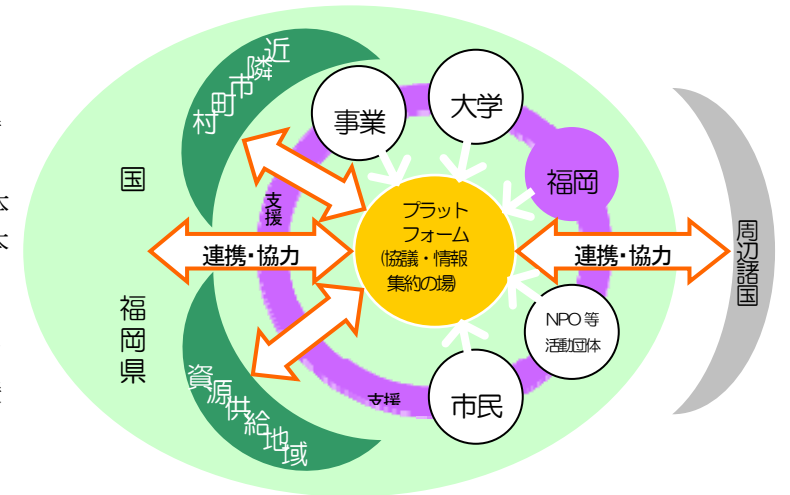 近隣市町村
事業
大学
福岡
国
支援
プラット
フォーム
(協議・情報
集約の場)
連携・協力
連携・協力
周辺諸国
福岡県
NPO 等
活動団体
資源供給地域
支援
市民
本
本